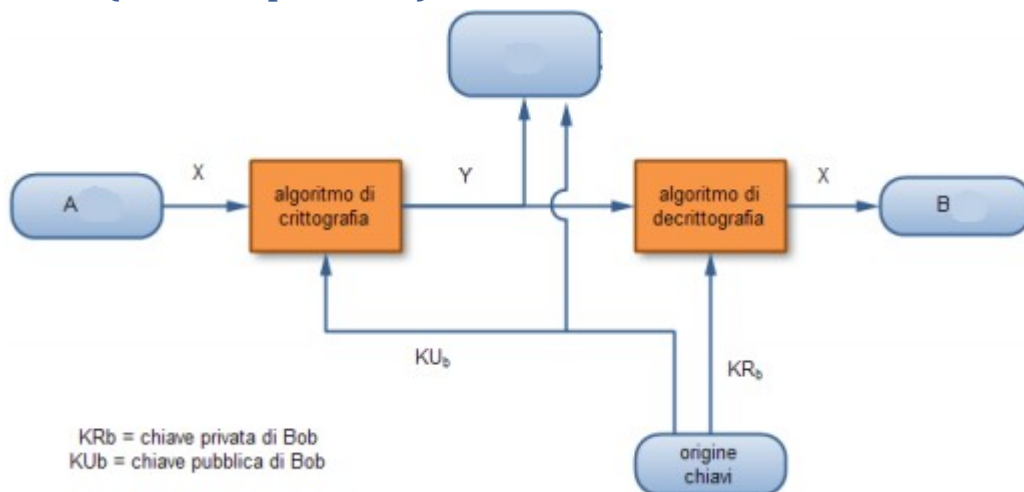 X
algoritmo di
crittografia
Y
algoritmo di
decrittografia
X
A
B
KUb
KRb
KRb = chiave privata di Bob
KUb = chiave pubblica di Bob
origine
chiavi